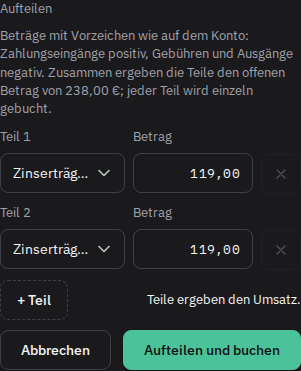 Aufteilen
Beträge mit Vorzeichen wie auf dem Konto:
Zahlungseingänge positiv, Gebühren und Ausgänge
negativ. Zusammen ergeben die Teile den offenen
Betrag von 238,00 €; jeder Teil wird einzeln
gebucht.
Teil 1 Betrag
Zinserträg... 119,00
Teil 2 Betrag
Zinserträg... 119,00
+ Teil Teile ergeben den Umsatz.
Abbrechen Aufteilen und buchen